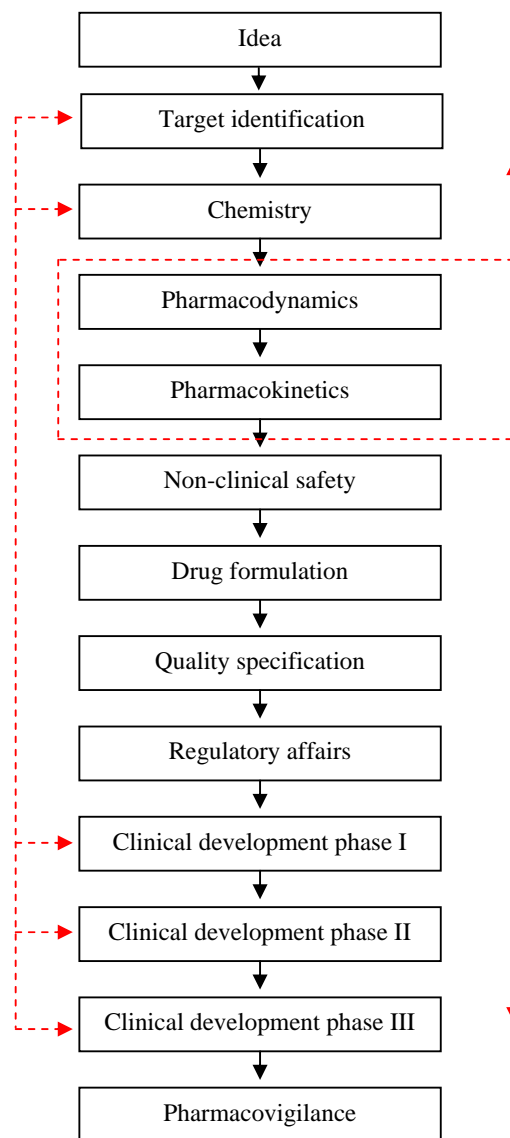 Idea
Target identification
Chemistry
Pharmacodynamics
Pharmacokinetics
Non-clinical safety
Drug formulation
Quality specification
Regulatory affairs
Clinical development phase I
Clinical development phase II
Clinical development phase III
Pharmacovigilance